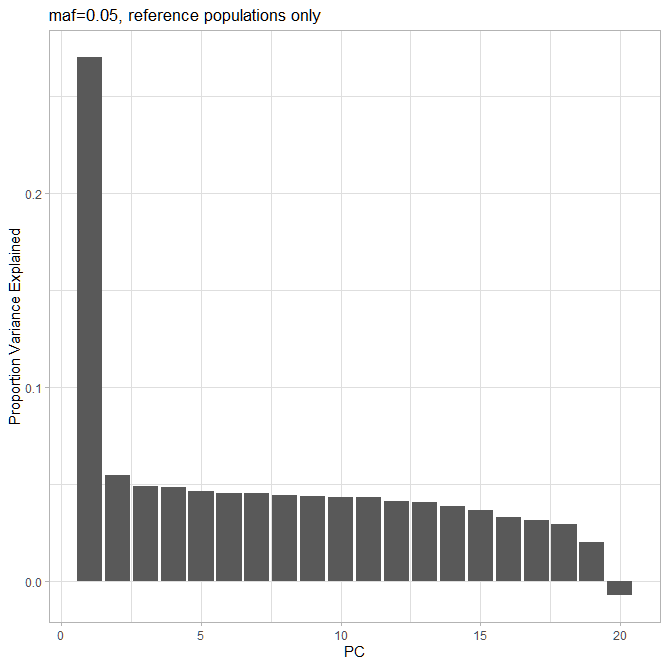 maf=0.05, reference populations only
Proportion Variance Explained
0.2
0.1
0.0
0 5 10 15 20
PC